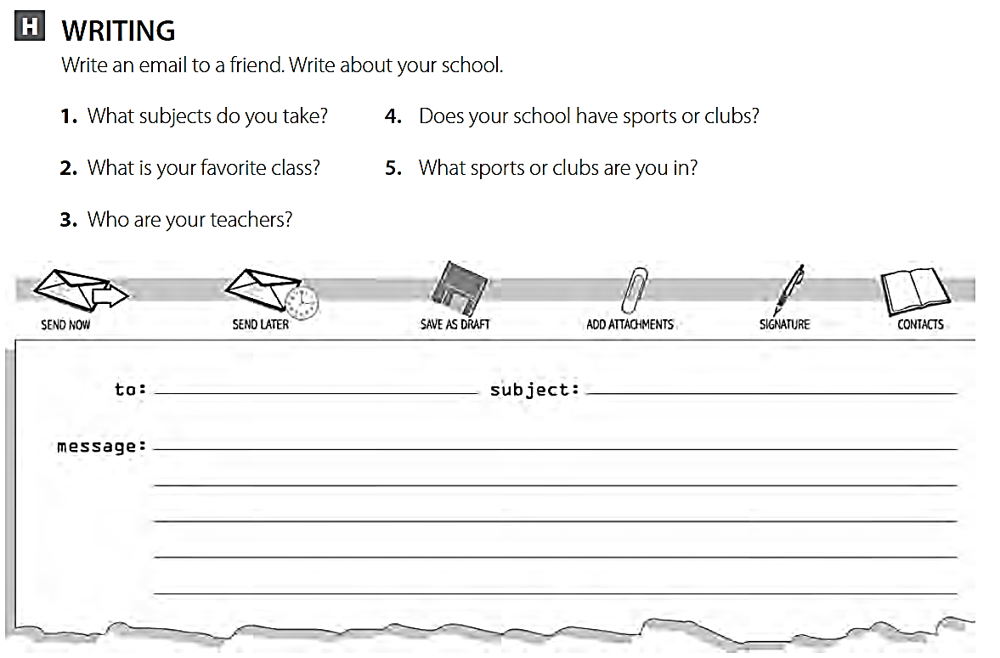 H WRITING
Write an email to a friend. Write about your school.
1. What subjects do you take?
2. What is your favorite class?
3. Who are your teachers?
4. Does your school have sports or clubs?
5. What sports or clubs are you in?
SEND NOW
SEND LATER
SAVE AS DRAFT
ADD ATTACHMENTS
SIGNATURE
CONTACTS
to:
subject:
message: